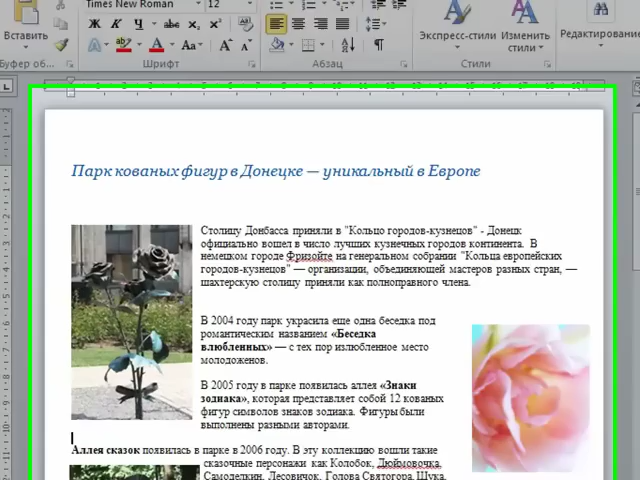 Times New Roman
12
Вставить
Экспресс-стили
Изменить стили
Редактирование
Буфер об...
Шрифт
Абзац
Стили
Парк кованых фигур в Донецке — уникальный в Европе
Столицу Донбасса приняли в "Кольцо городов-кузнецов" - Донецк
официально вошел в число лучших кузнечных городов континента. В
немецком городе Фризойте на генеральном собрании "Кольца европейских
городов-кузнецов" — организации, объединяющей мастеров разных стран, —
шахтерскую столицу приняли как полноправного члена.
В 2004 году парк украсила еще одна беседка под
романтическим названием «Беседка
влюбленных» — с тех пор излюбленное место
молодоженов.
В 2005 году в парке появилась аллея «Знаки
зодиака», которая представляет собой 12 кованых
фигур символов знаков зодиака. Фигуры были
выполнены разными авторами.
Аллея сказок появилась в парке в 2006 году. В эту коллекцию вошли такие
сказочные персонажи как Колобок, Дюймовочка,
Самоделкин, Лесовичок, Голова Святогора, Щука,